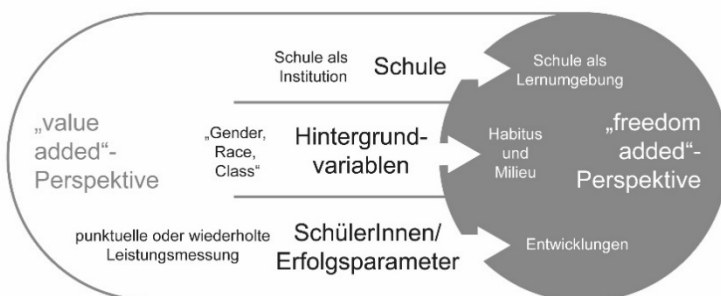 „value
added“-
Perspektive
Schule als
Institution
Schule
Schule als
Lernumgebung
„Gender,
Race,
Class“
Hintergrund-
variablen
Habitus
und
Milieu
„freedom
added“-
Perspektive
punktuelle oder wiederholte
Leistungsmessung
SchülerInnen/
Erfolgsparameter
Entwicklungen